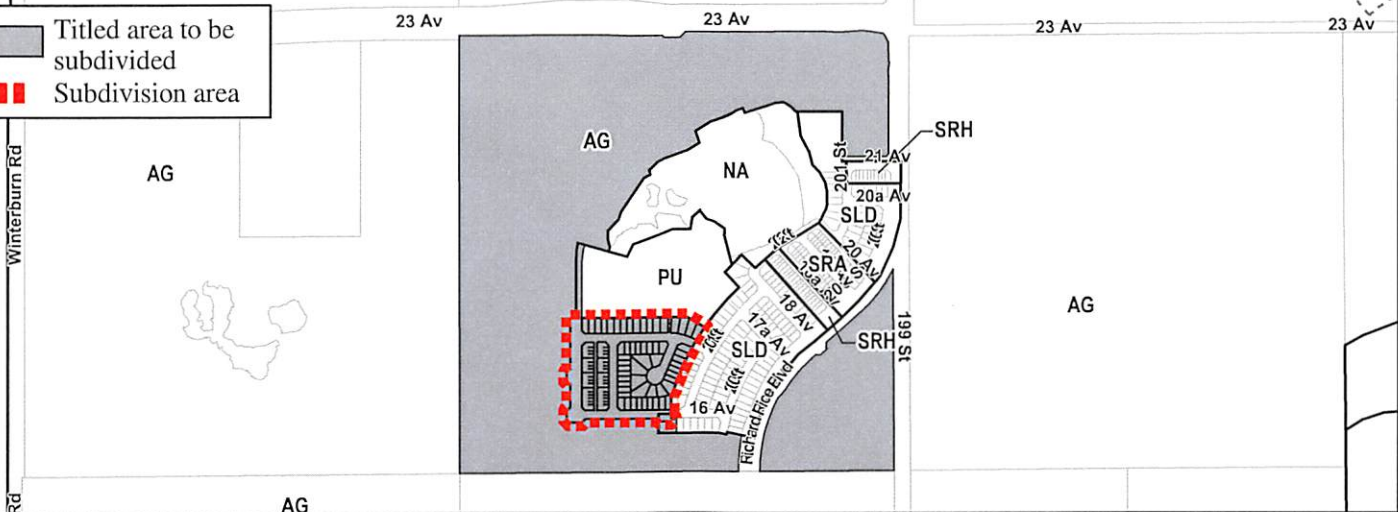 23 Av
23 Av
23 Av
23 Av
Titled area to be
subdivided
Subdivision area
Winterburn Rd
AG
AG
NA
SRH
201 St
21 Av
20a Av
SLD
20 Av
SRA
PU
AG
18 Av
17a Av
SLD
SRH
199 St
16 Av
Richard Rice Blvd
AG
Rd